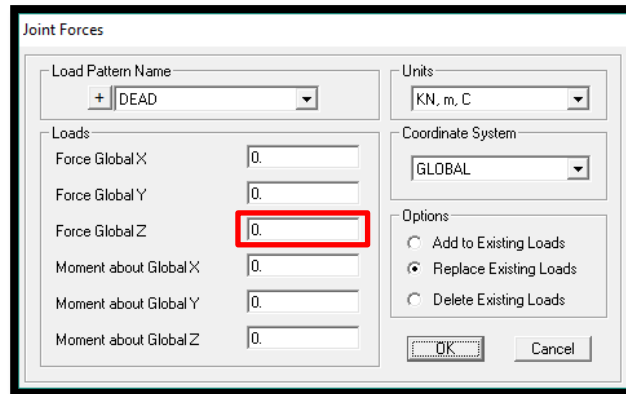 Joint Forces
Load Pattern Name
+ DEAD
Units
KN, m, C
Loads
Force Global X 0.
Force Global Y 0.
Force Global Z 0.
Moment about Global X 0.
Moment about Global Y 0.
Moment about Global Z 0.
Coordinate System
GLOBAL
Options
Add to Existing Loads
Replace Existing Loads
Delete Existing Loads
OK Cancel